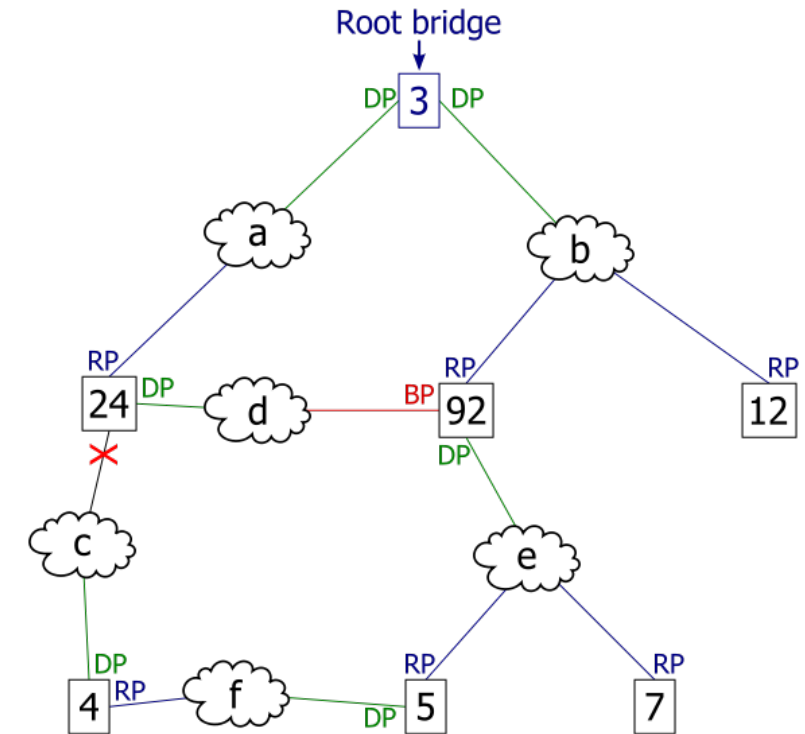 Root bridge
DP 3 DP
a
b
RP RP RP
24 DP d BP 92 12
DP
c
e
DP RP RP
4 RP f DP 5 7